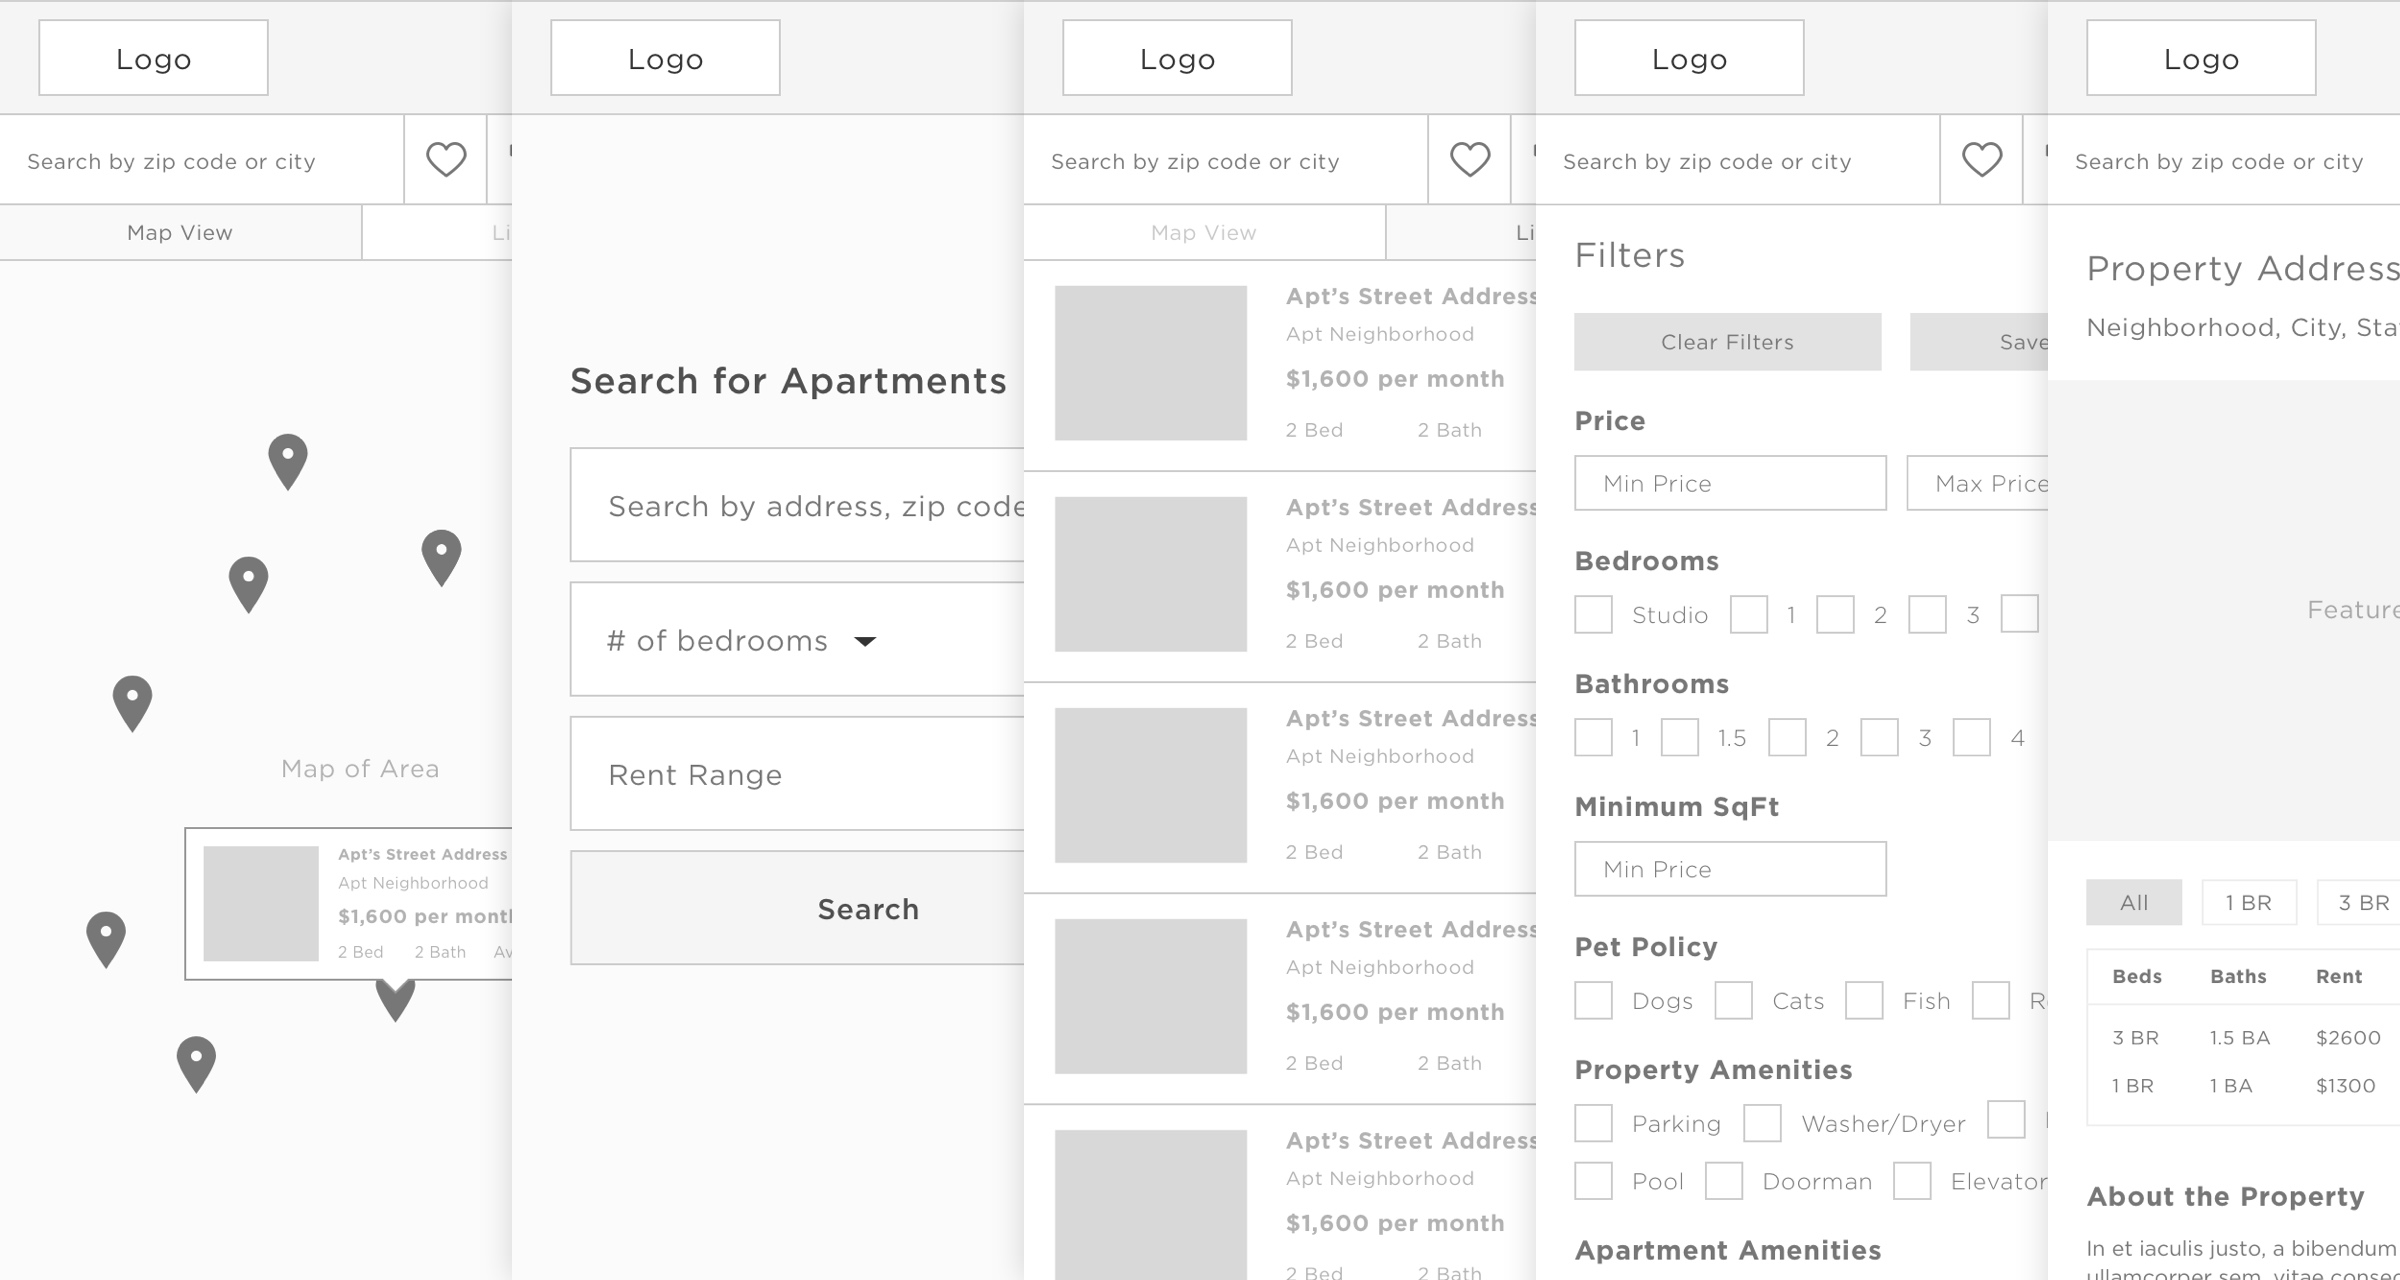 Logo
Search by zip code or city
Map View
Map of Area
Apt's Street Address
Apt Neighborhood
$1,600 per month
2 Bed 2 Bath
Logo
Search for Apartments
Search by address, zip code
# of bedrooms
Rent Range
Search
Logo
Search by zip code or city
Map View
Apt's Street Address
Apt Neighborhood
$1,600 per month
2 Bed 2 Bath
Apt's Street Address
Apt Neighborhood
$1,600 per month
2 Bed 2 Bath
Apt's Street Address
Apt Neighborhood
$1,600 per month
2 Bed 2 Bath
Apt's Street Address
Apt Neighborhood
$1,600 per month
2 Bed 2 Bath
Apt's Street Address
Apt Neighborhood
$1,600 per month
2 Bed 2 Bath
Logo
Search by zip code or city
Filters
Clear Filters Save
Price
Min Price Max Price
Bedrooms
Studio 1 2 3
Bathrooms
1 1.5 2 3 4
Minimum SqFt
Min Price
Pet Policy
Dogs Cats Fish
Property Amenities
Parking Washer/Dryer
Pool Doorman Elevator
Apartment Amenities
Logo
Search by zip code or city
Property Address
Neighborhood, City,
All 1 BR 3 BR
Beds Baths Rent
3 BR 1.5 BA $2600
1 BR 1 BA $1300
About the Property
In et iaculis justo, a bibendum
ullamcorper sem, vitae